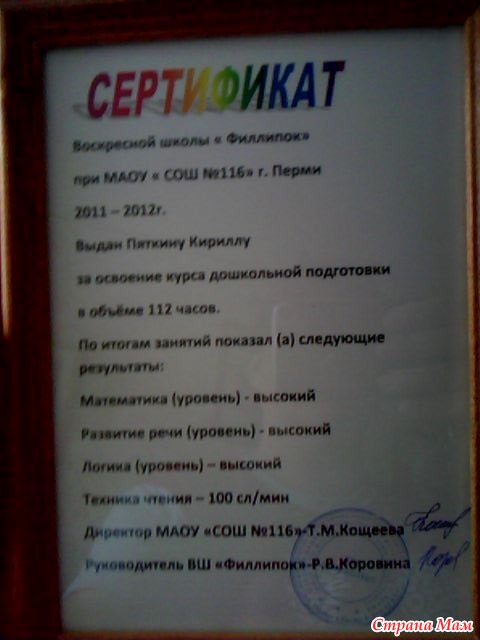 СЕРТИФИКАТ
Воскресной школы « Филлипок»
при МАОУ « СОШ №116» г. Перми
2011 – 2012г.
Выдан Пяткину Кириллу
за освоение курса дошкольной подготовки
в объёме 112 часов.
По итогам занятий показал (а) следующие
результаты:
Математика (уровень) - высокий
Развитие речи (уровень) - высокий
Логика (уровень) – высокий
Техника чтения – 100 сл/мин
Директор МАОУ «СОШ №116»-Т.М.Кощеева
Руководитель ВШ «Филлипок»-Р.В.Коровина
Страна Мам